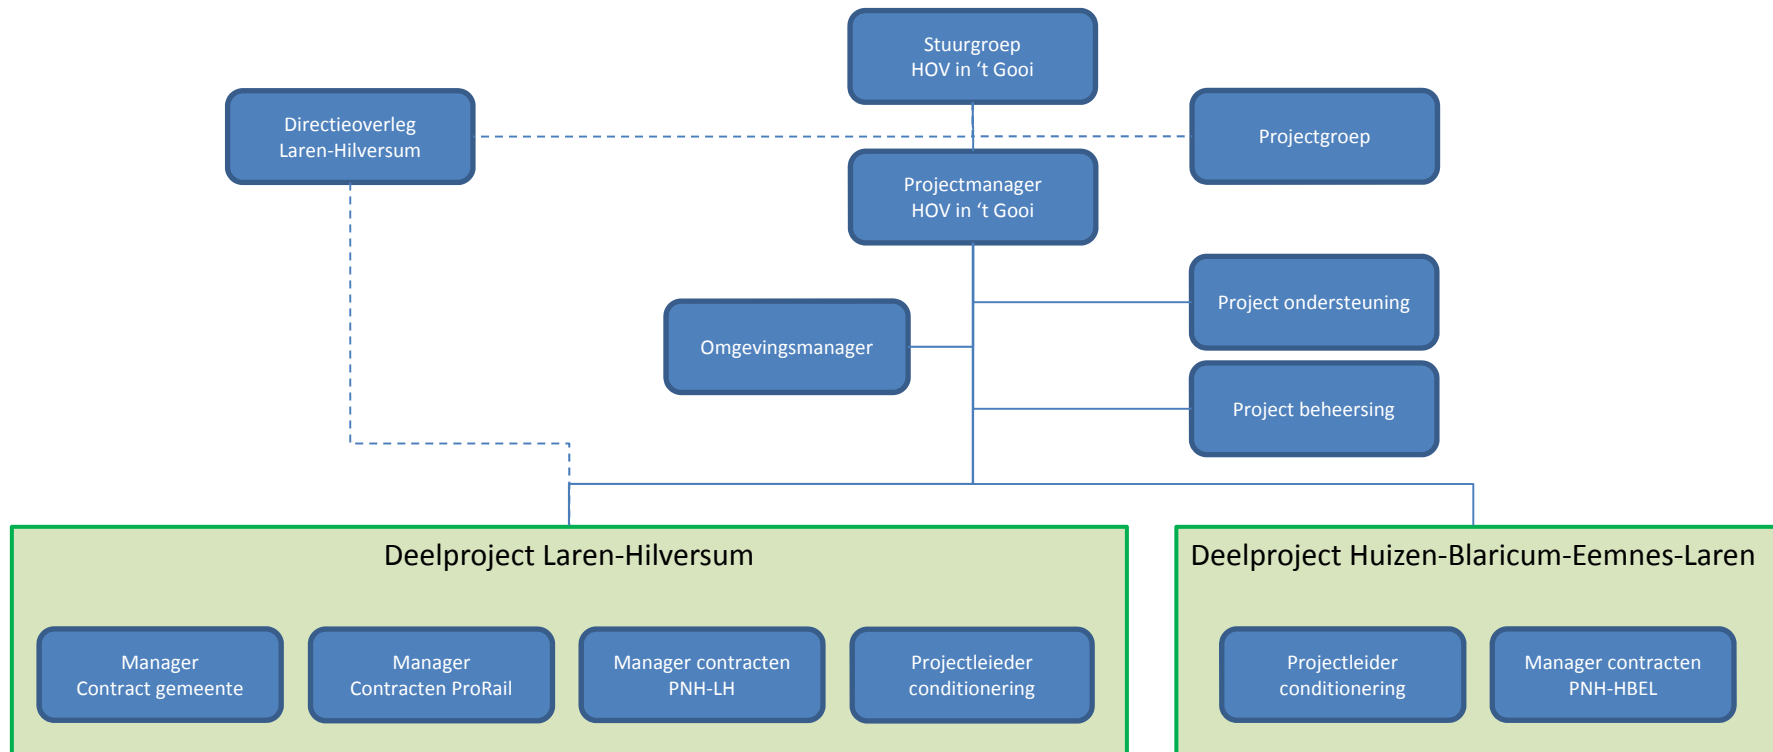 Stuurgroep
HOV in ‘t Gooi
Directieoverleg
Laren-Hilversum
Projectgroep
Projectmanager
HOV in ‘t Gooi
Project ondersteuning
Omgevingsmanager
Project beheersing
Deelproject Laren-Hilversum
Manager
Contract gemeente
Manager
Contracten ProRail
Manager contracten
PNH-LH
Projectleieder
conditionering
Deelproject Huizen-Blaricum-Eemnes-Laren
Projectleider
conditionering
Manager contracten
PNH-HBEL